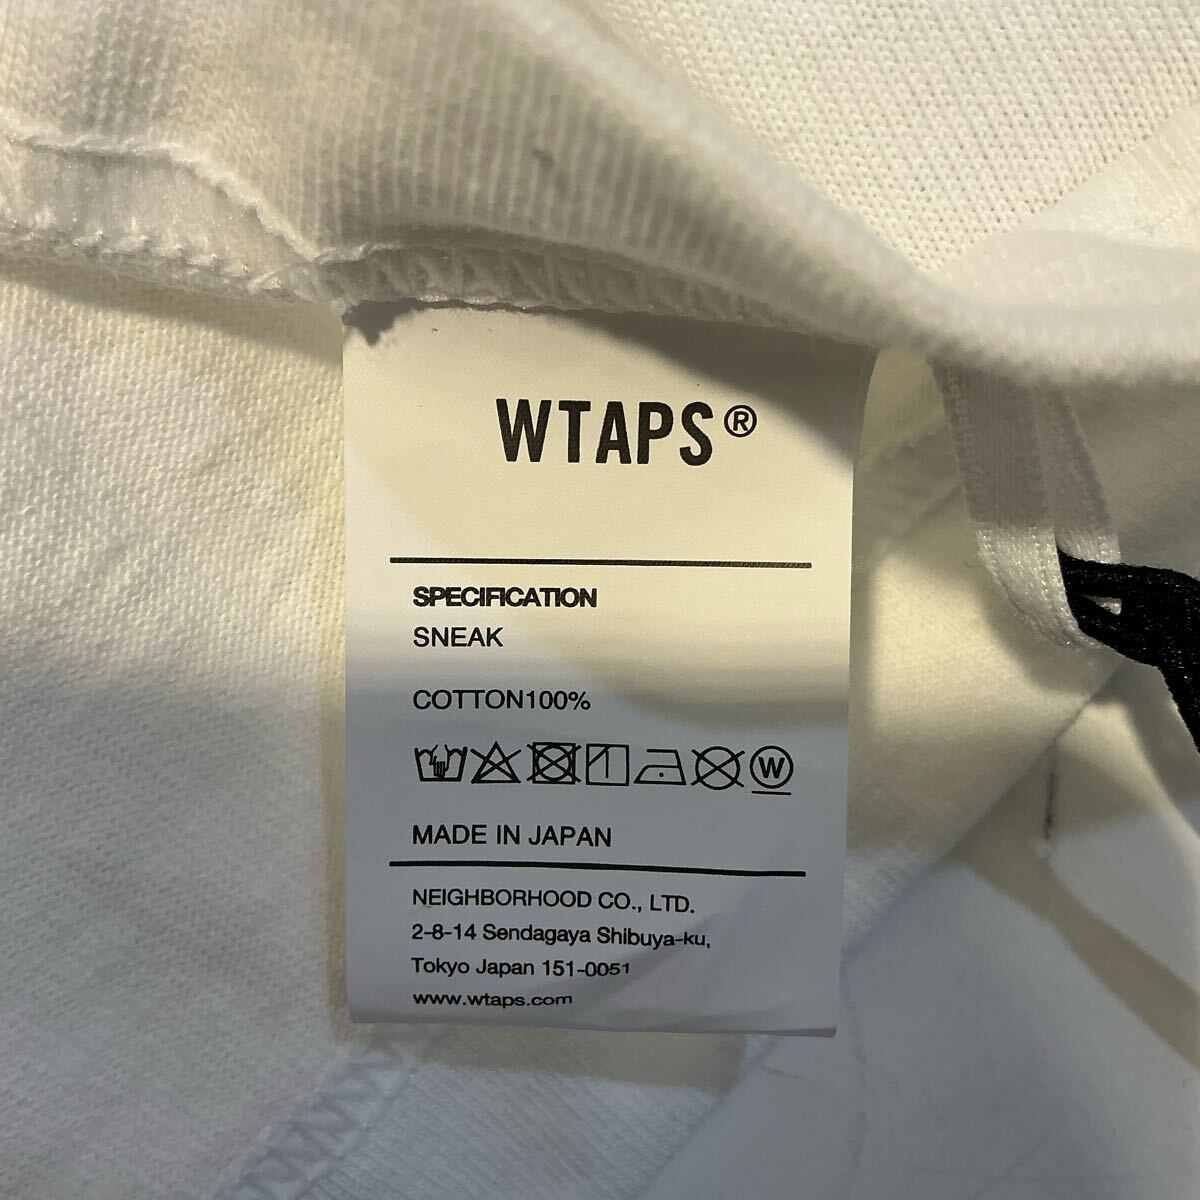 WTAPS®
SPECIFICATION
SNEAK
COTTON100%
W
MADE IN JAPAN
NEIGHBORHOOD CO., LTD.
2-8-14 Sendagaya Shibuya-ku,
Tokyo Japan 151-0051
www.wtaps.com